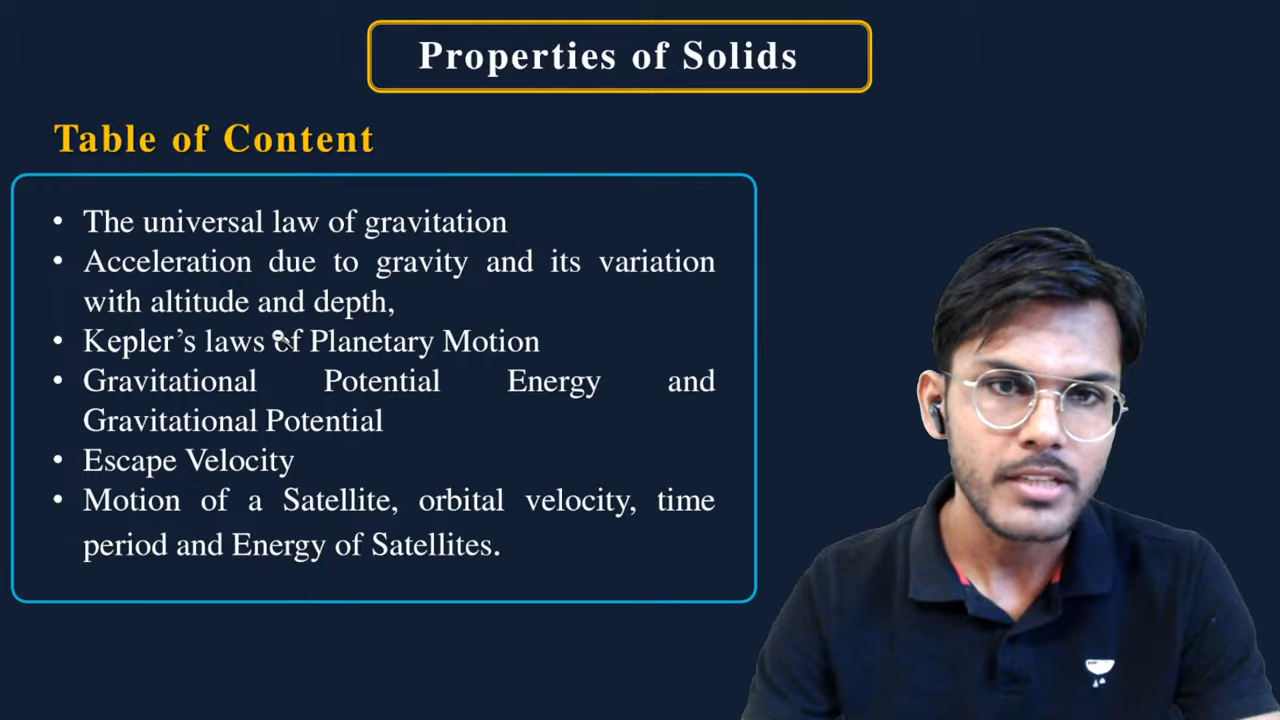 Properties of Solids
Table of Content
• The universal law of gravitation
• Acceleration due to gravity and its variation
with altitude and depth,
• Kepler’s laws of Planetary Motion
• Gravitational Potential Energy and
Gravitational Potential
• Escape Velocity
• Motion of a Satellite, orbital velocity, time
period and Energy of Satellites.